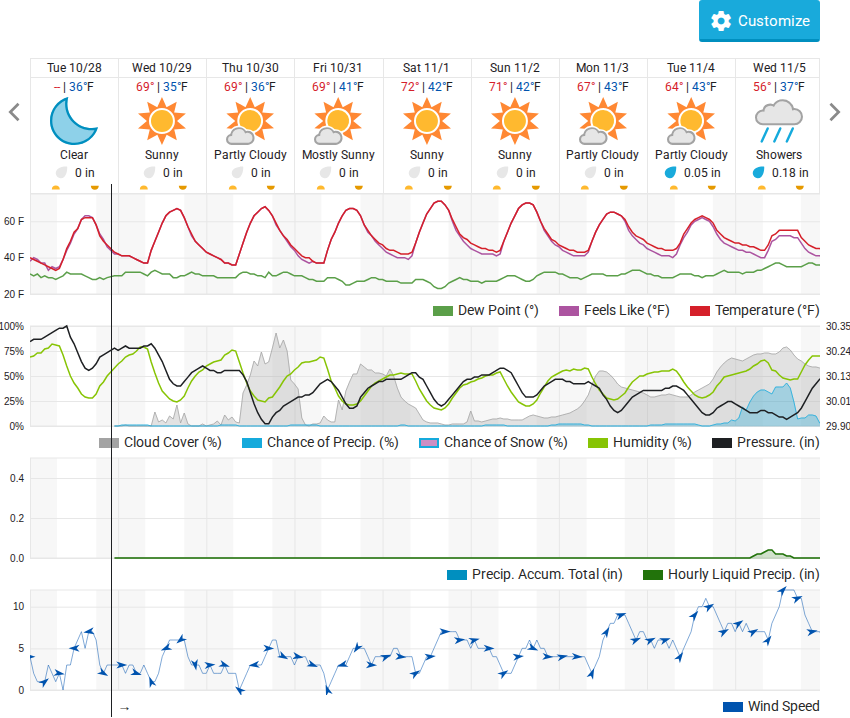 Customize
Tue 10/28 Wed 10/29 Thu 10/30 Fri 10/31 Sat 11/1 Sun 11/2 Mon 11/3 Tue 11/4 Wed 11/5
– | 36°F 69° | 35°F 69° | 36°F 69° | 41°F 72° | 42°F 71° | 42°F 67° | 43°F 64° | 43°F 56° | 37°F
Clear Sunny Partly Cloudy Mostly Sunny Sunny Sunny Partly Cloudy Partly Cloudy Showers
0 in 0 in 0 in 0 in 0 in 0 in 0 in 0.05 in 0.18 in
60 F
40 F
20 F
Dew Point (°) Feels Like (°F) Temperature (°F)
100% 30.35
75% 30.24
50% 30.13
25% 30.01
0% 29.90
Cloud Cover (%) Chance of Precip. (%) Chance of Snow (%) Humidity (%) Pressure. (in)
0.4
0.2
0.0
Precip. Accum. Total (in) Hourly Liquid Precip. (in)
10
5
0
→ Wind Speed